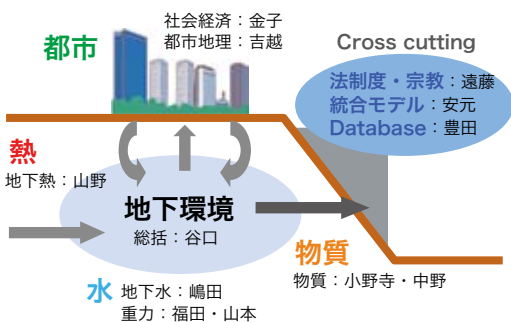 社会経済：金子
都市地理：吉越
都市
Cross cutting
法制度・宗教：遠藤
統合モデル：安元
Database：豊田
熱
地下熱：山野
地下環境
総括：谷口
物質
物質：小野寺・中野
水
地下水：嶋田
重力：福田・山本